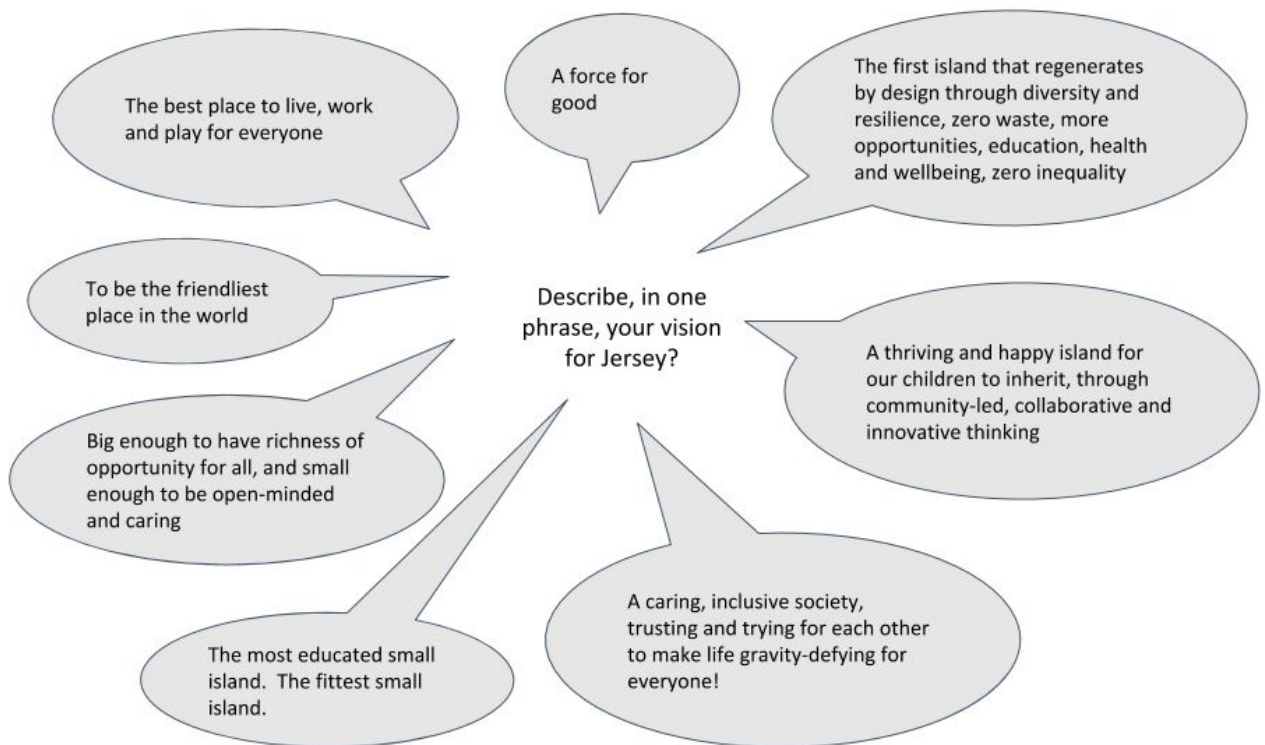 The best place to live, work
and play for everyone
A force for
good
The first island that regenerates
by design through diversity and
resilience, zero waste, more
opportunities, education, health
and wellbeing, zero inequality
To be the friendliest
place in the world
Describe, in one
phrase, your vision
for Jersey?
A thriving and happy island for
our children to inherit, through
community-led, collaborative and
innovative thinking
Big enough to have richness of
opportunity for all, and small
enough to be open-minded
and caring
The most educated small
island.  The fittest small
island.
A caring, inclusive society,
trusting and trying for each other
to make life gravity-defying for
everyone!